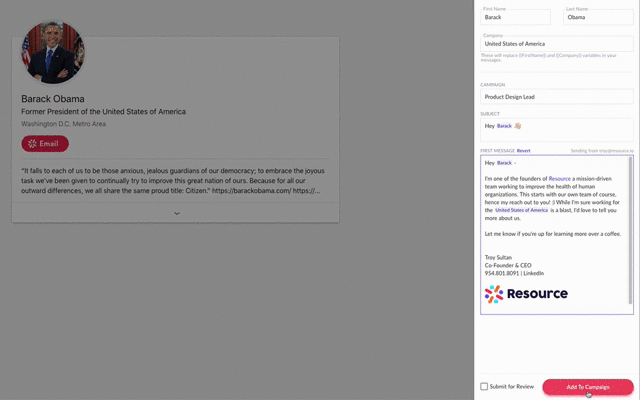 Barack Obama
Former President of the United States of America
Washington D.C. Metro Area
Email
"It falls to each of us to be those anxious, jealous guardians of our democracy; to embrace the joyous
task we've been given to continually try to improve this great nation of ours. Because for all our
outward differences, we all share the same proud title: Citizen." https://barackobama.com/ https://...
First Name
Barack
Last Name
Obama
Company
United States of America
These will replace {{FirstName}} and {{Company}} variables in your
messages.
CAMPAIGN
Product Design Lead
SUBJECT
Hey Barack 👋🏼
FIRST MESSAGE Revert
Sending from troy@resource.io
Hey Barack -
I'm one of the founders of Resource a mission-driven
team working to improve the health of human
organizations. This starts with our own team of course,
hence my reach out to you! :) While I'm sure working for
the United States of America is a blast, I'd love to tell you
more about us.
Let me know if you're up for learning more over a coffee.
Troy Sultan
Co-Founder & CEO
954.801.8091 | LinkedIn
Resource
Submit for Review
Add To Campaign